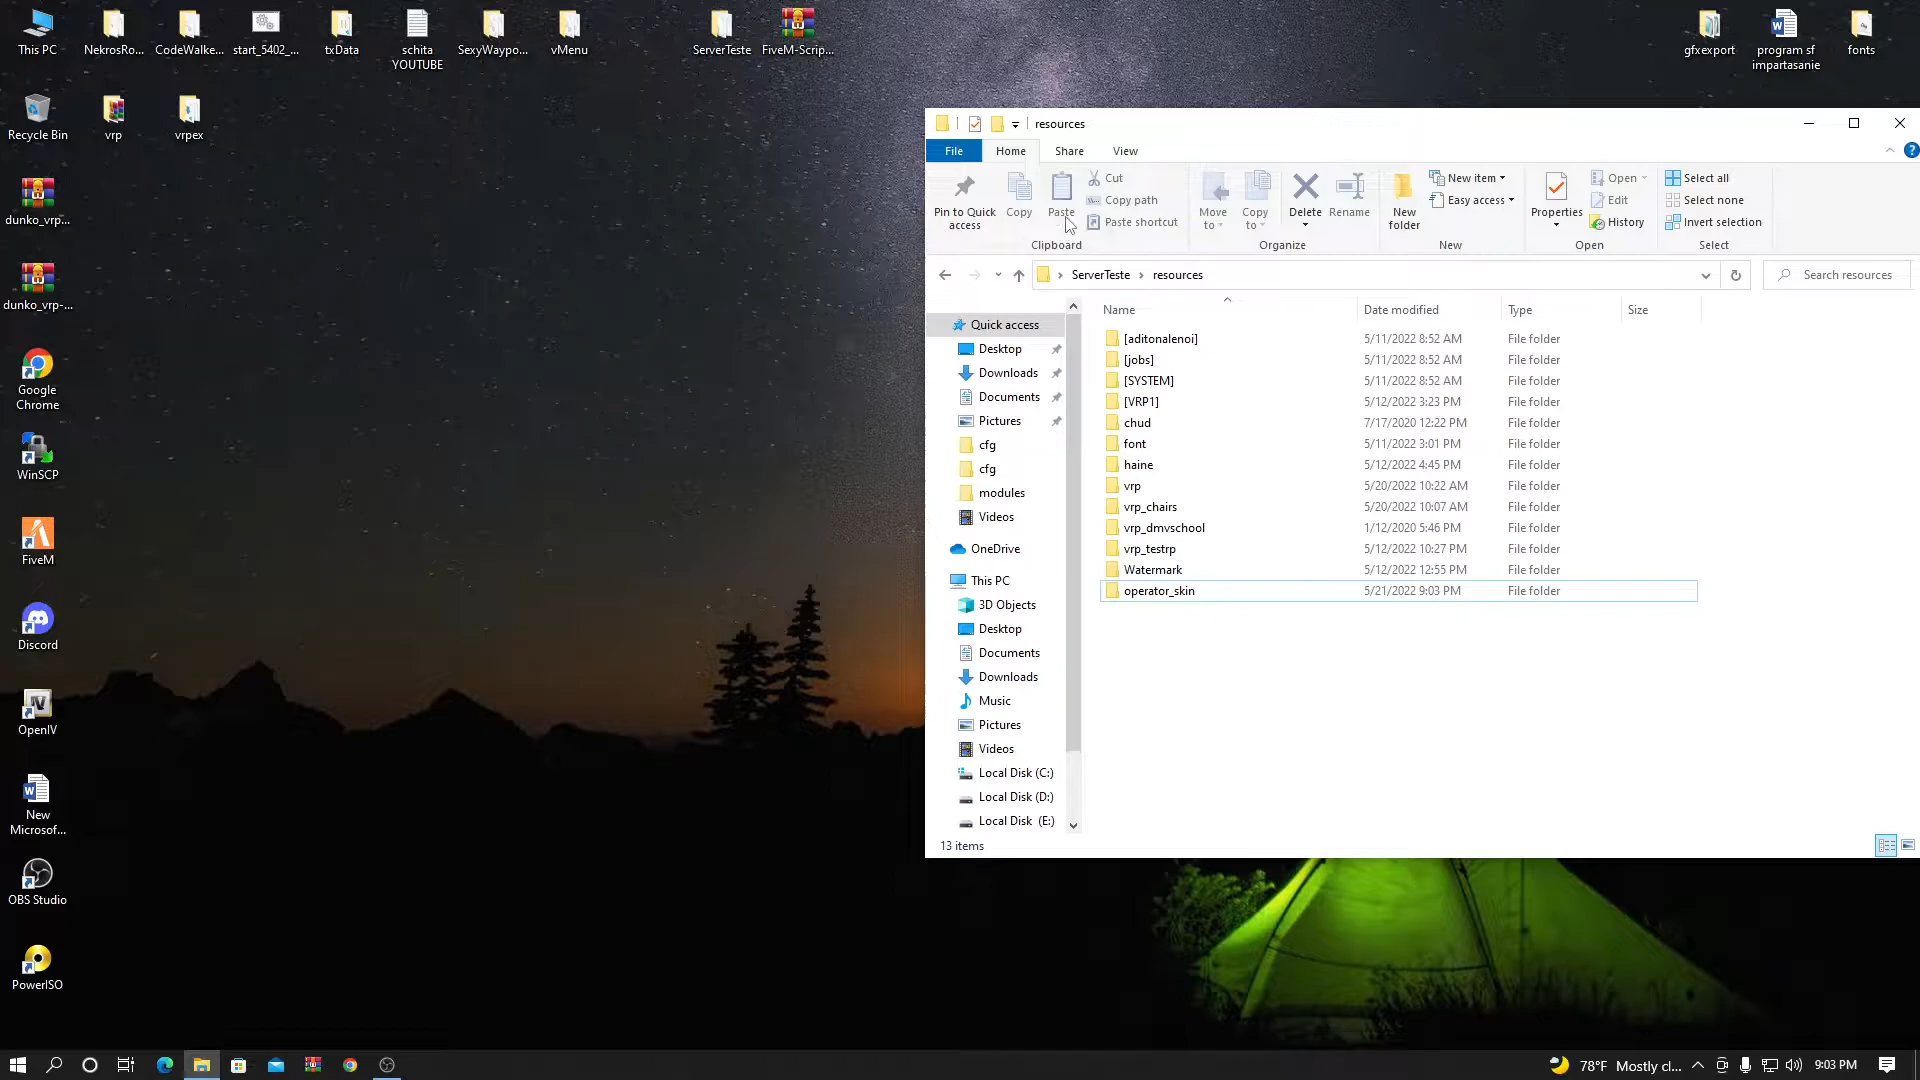 This PC
NekrosRo...
CodeWalke...
start_5402_...
txData
schita
YOUTUBE
SexyWaypo...
vMenu
ServerTeste
FiveM-Scrip...
gfxexport
program sf
impartasanie
fonts
Recycle Bin
vrp
vrpex
dunko_vrp...
dunko_vrp-...
Google
Chrome
WinSCP
FiveM
Discord
OpenIV
New
Microsof...
OBS Studio
PowerISO
resources
File
Home
Share
View
Pin to Quick
access
Copy
Paste
Cut
Copy path
Paste shortcut
Clipboard
Move
to
Copy
to
Delete
Rename
Organize
New
folder
New item
Easy access
New
Properties
Open
Edit
History
Open
Select all
Select none
Invert selection
Select
ServerTeste › resources
Search resources
Name Date modified Type Size
Quick access
Desktop
Downloads
Documents
Pictures
cfg
cfg
modules
Videos
OneDrive
This PC
3D Objects
Desktop
Documents
Downloads
Music
Pictures
Videos
Local Disk (C:)
Local Disk (D:)
Local Disk (E:)
[aditonalenoi] 5/11/2022 8:52 AM File folder
[jobs] 5/11/2022 8:52 AM File folder
[SYSTEM] 5/11/2022 8:52 AM File folder
[VRP1] 5/12/2022 3:23 PM File folder
chud 7/17/2020 12:22 PM File folder
font 5/11/2022 3:01 PM File folder
haine 5/12/2022 4:45 PM File folder
vrp 5/20/2022 10:22 AM File folder
vrp_chairs 5/20/2022 10:07 AM File folder
vrp_dmvschool 1/12/2020 5:46 PM File folder
vrp_testrp 5/12/2022 10:27 PM File folder
Watermark 5/12/2022 12:55 PM File folder
operator_skin 5/21/2022 9:03 PM File folder
13 items
78°F Mostly cl...
9:03 PM